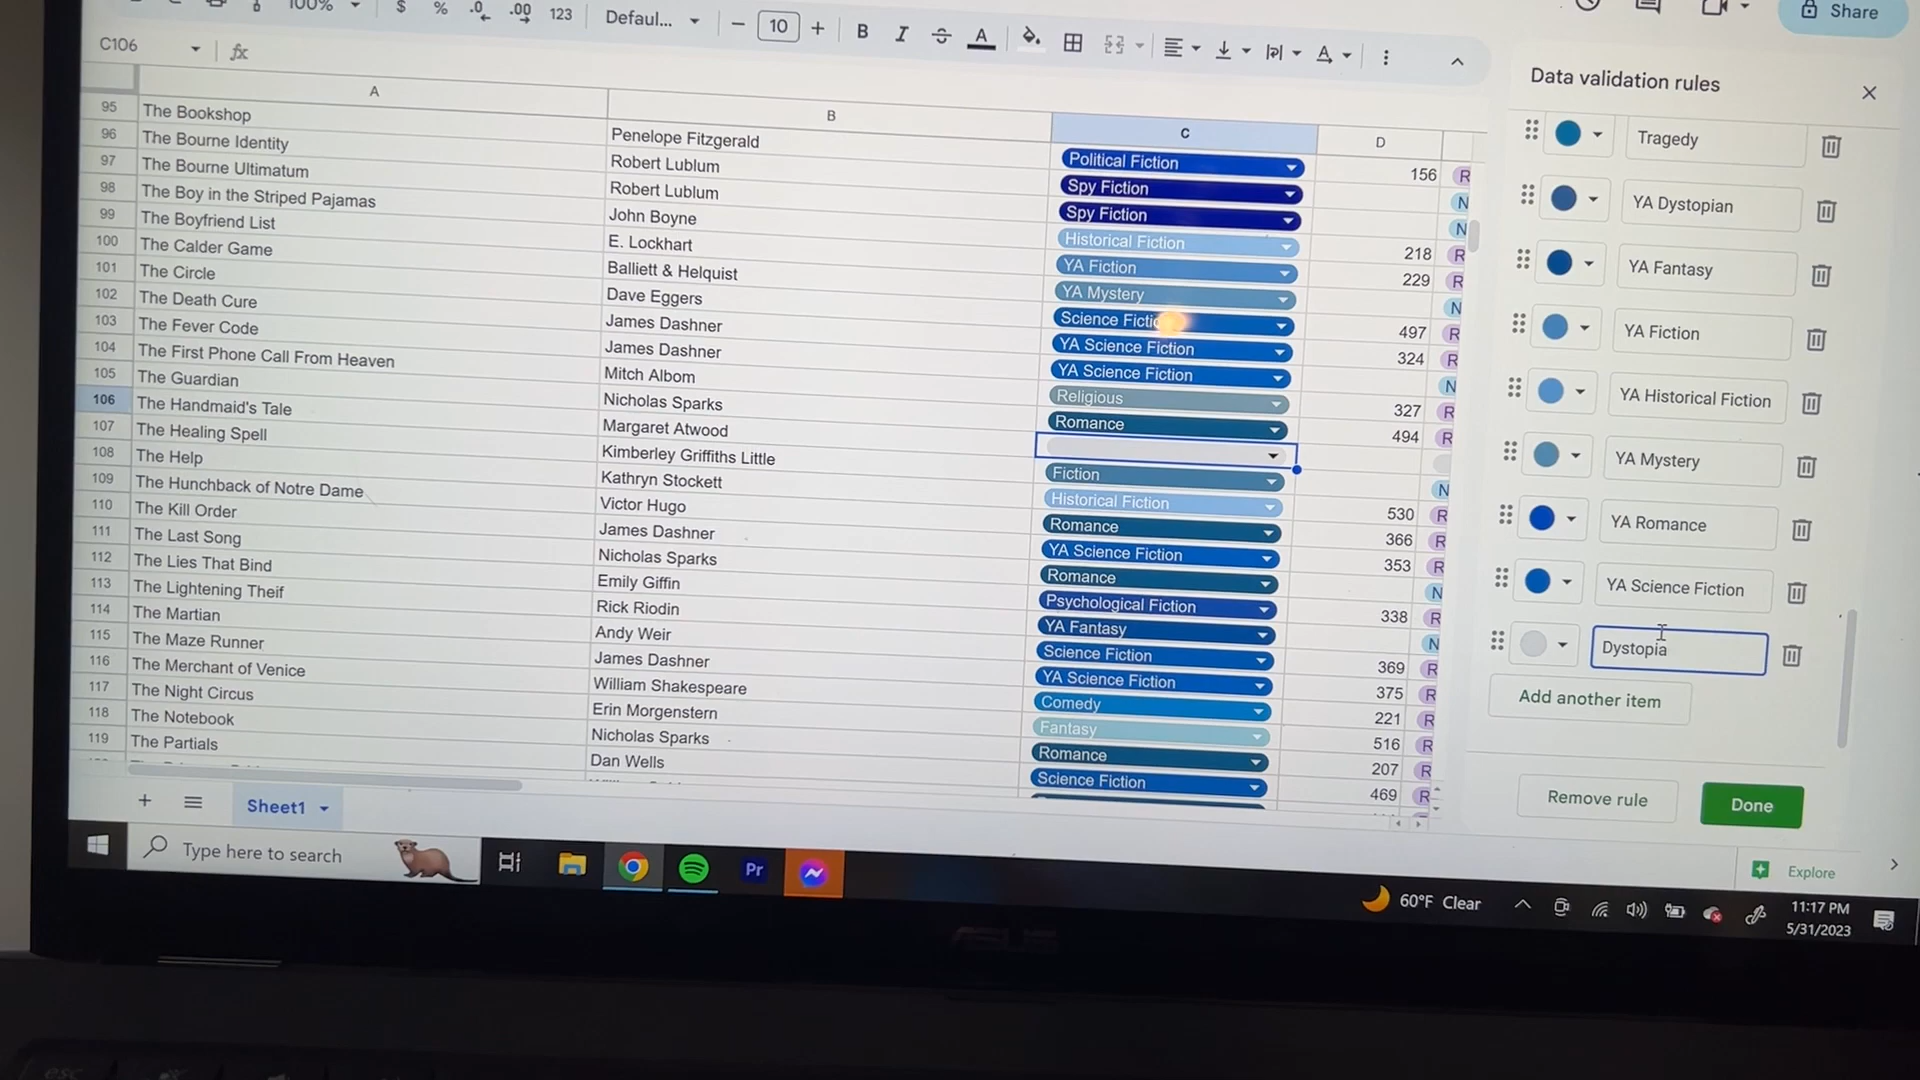 100%
$ % .0 .00 123 Defaul... − 10 + B I A
Share
C106 fx
Data validation rules
A B C D
95 The Bookshop Penelope Fitzgerald Political Fiction 156 R
96 The Bourne Identity Robert Lublum Spy Fiction N
97 The Bourne Ultimatum Robert Lublum Spy Fiction N
98 The Boy in the Striped Pajamas John Boyne Historical Fiction 218 R
99 The Boyfriend List E. Lockhart YA Fiction 229 R
100 The Calder Game Balliett & Helquist YA Mystery N
101 The Circle Dave Eggers Science Fiction 497 R
102 The Death Cure James Dashner YA Science Fiction 324 R
103 The Fever Code James Dashner YA Science Fiction N
104 The First Phone Call From Heaven Mitch Albom Religious 327 R
105 The Guardian Nicholas Sparks Romance 494 R
106 The Handmaid's Tale Margaret Atwood
107 The Healing Spell Kimberley Griffiths Little Fiction N
108 The Help Kathryn Stockett Historical Fiction 530 R
109 The Hunchback of Notre Dame Victor Hugo Romance 366 R
110 The Kill Order James Dashner YA Science Fiction 353 R
111 The Last Song Nicholas Sparks Romance N
112 The Lies That Bind Emily Giffin Psychological Fiction 338 R
113 The Lightening Theif Rick Riodin YA Fantasy N
114 The Martian Andy Weir Science Fiction 369 R
115 The Maze Runner James Dashner YA Science Fiction 375 R
116 The Merchant of Venice William Shakespeare Comedy 221 R
117 The Night Circus Erin Morgenstern Fantasy 516 R
118 The Notebook Nicholas Sparks Romance 207 R
119 The Partials Dan Wells Science Fiction 469 R
Tragedy
YA Dystopian
YA Fantasy
YA Fiction
YA Historical Fiction
YA Mystery
YA Romance
YA Science Fiction
Dystopia
Add another item
Remove rule Done
+ Sheet1
Explore
Type here to search
Pr
60°F Clear
11:17 PM
5/31/2023
ASUS
esc